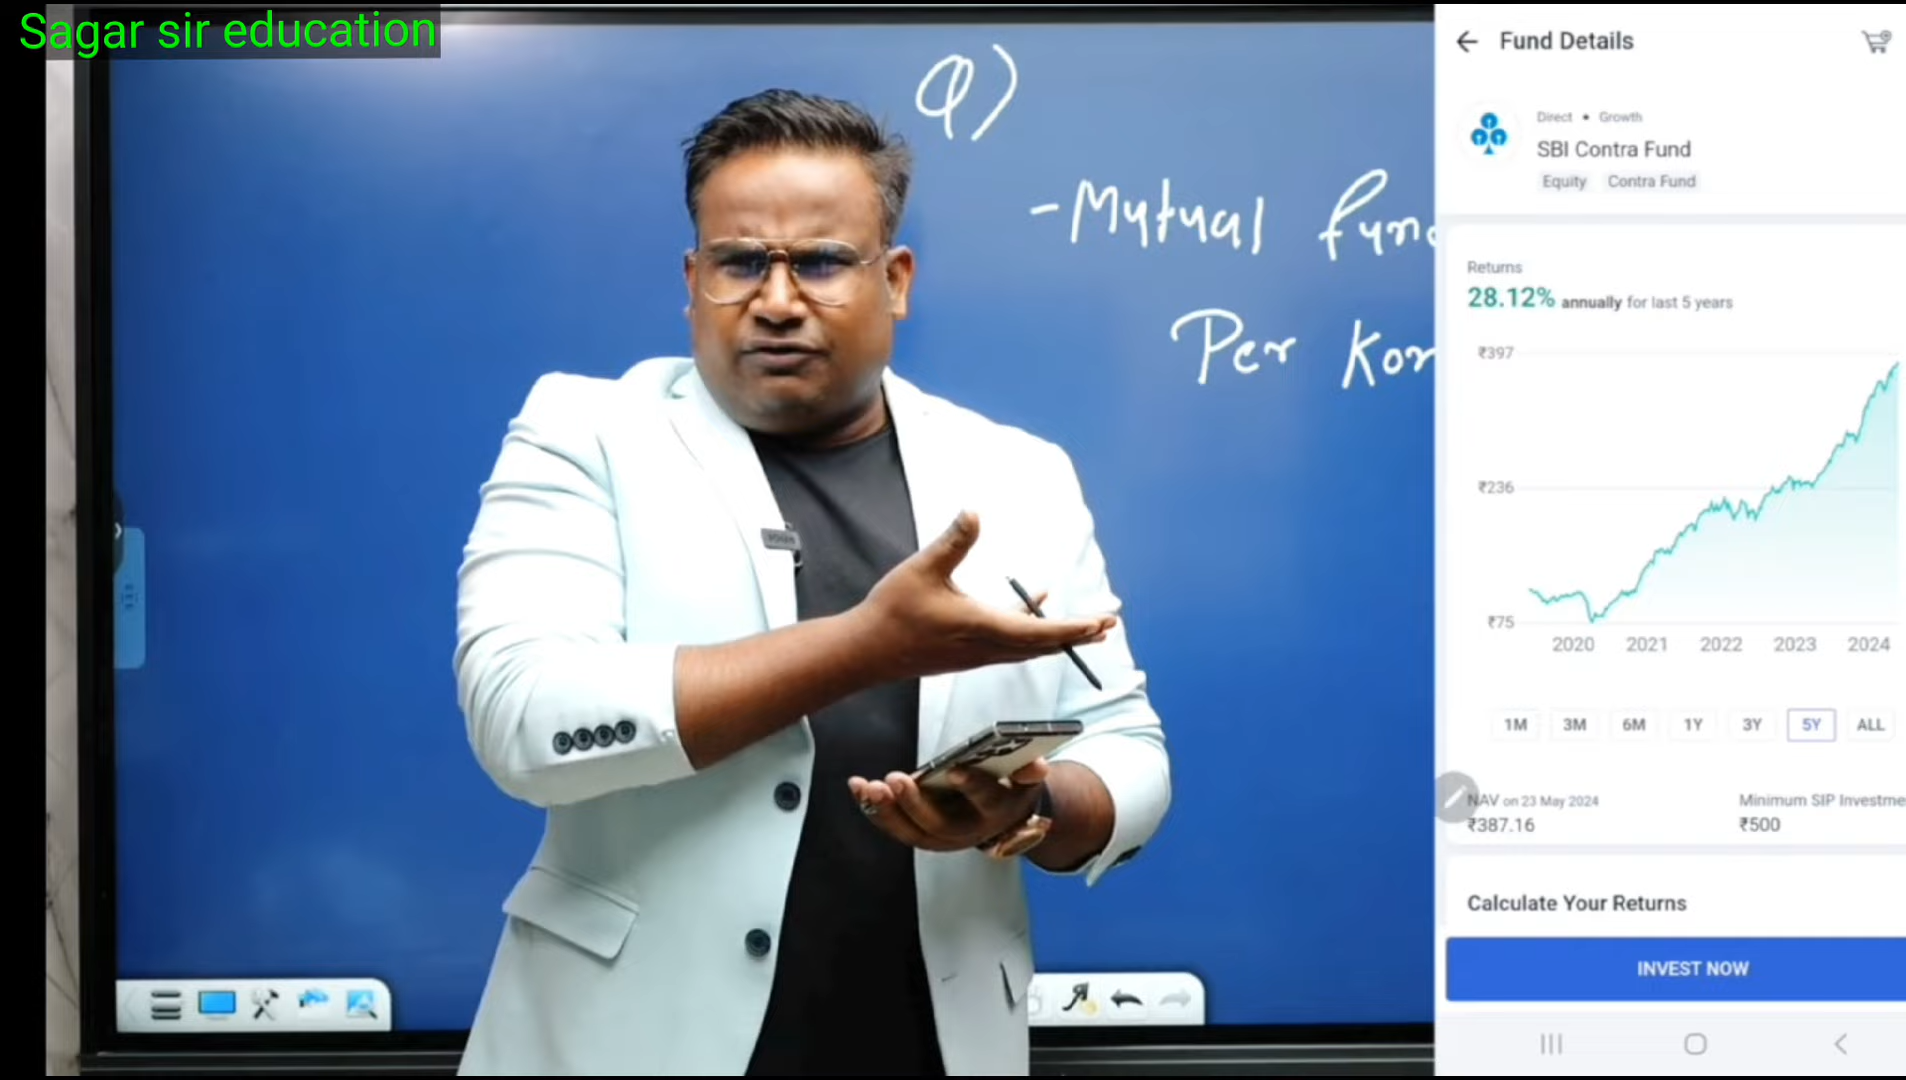 Sagar sir education
Q)
-Mutual fun
Per Kor
Fund Details
Direct • Growth
SBI Contra Fund
Equity Contra Fund
Returns
28.12% annually for last 5 years
₹397
₹236
₹75
2020 2021 2022 2023 2024
1M 3M 6M 1Y 3Y 5Y ALL
NAV on 23 May 2024 Minimum SIP Investme
₹387.16 ₹500
Calculate Your Returns
INVEST NOW